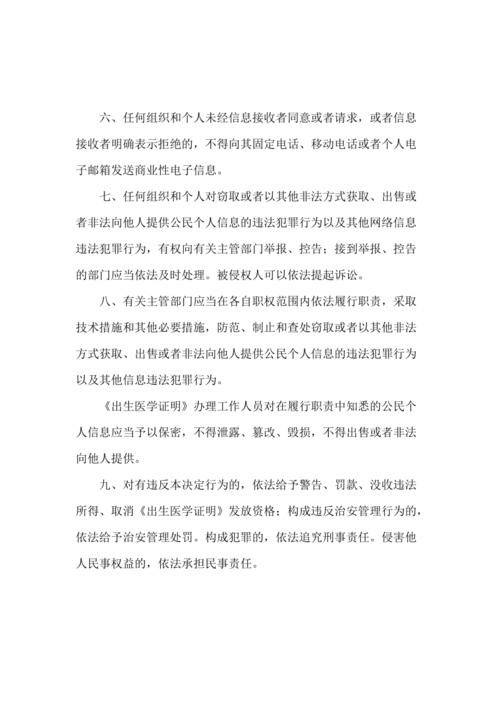 六、任何组织和个人未经信息接收者同意或者请求，或者信息
接收者明确表示拒绝的，不得向其固定电话、移动电话或者个人电
子邮箱发送商业性电子信息。
七、任何组织和个人对窃取或者以其他非法方式获取、出售或
者非法向他人提供公民个人信息的违法犯罪行为以及其他网络信息
违法犯罪行为，有权向有关主管部门举报、控告；接到举报、控告
的部门应当依法及时处理。被侵权人可以依法提起诉讼。
八、有关主管部门应当在各自职权范围内依法履行职责，采取
技术措施和其他必要措施，防范、制止和查处窃取或者以其他非法
方式获取、出售或者非法向他人提供公民个人信息的违法犯罪行为
以及其他信息违法犯罪行为。
《出生医学证明》办理工作人员对在履行职责中知悉的公民个
人信息应当予以保密，不得泄露、篡改、毁损，不得出售或者非法
向他人提供。
九、对有违反本决定行为的，依法给予警告、罚款、没收违法
所得、取消《出生医学证明》发放资格；构成违反治安管理行为的，
依法给予治安管理处罚。构成犯罪的，依法追究刑事责任。侵害他
人民事权益的，依法承担民事责任。